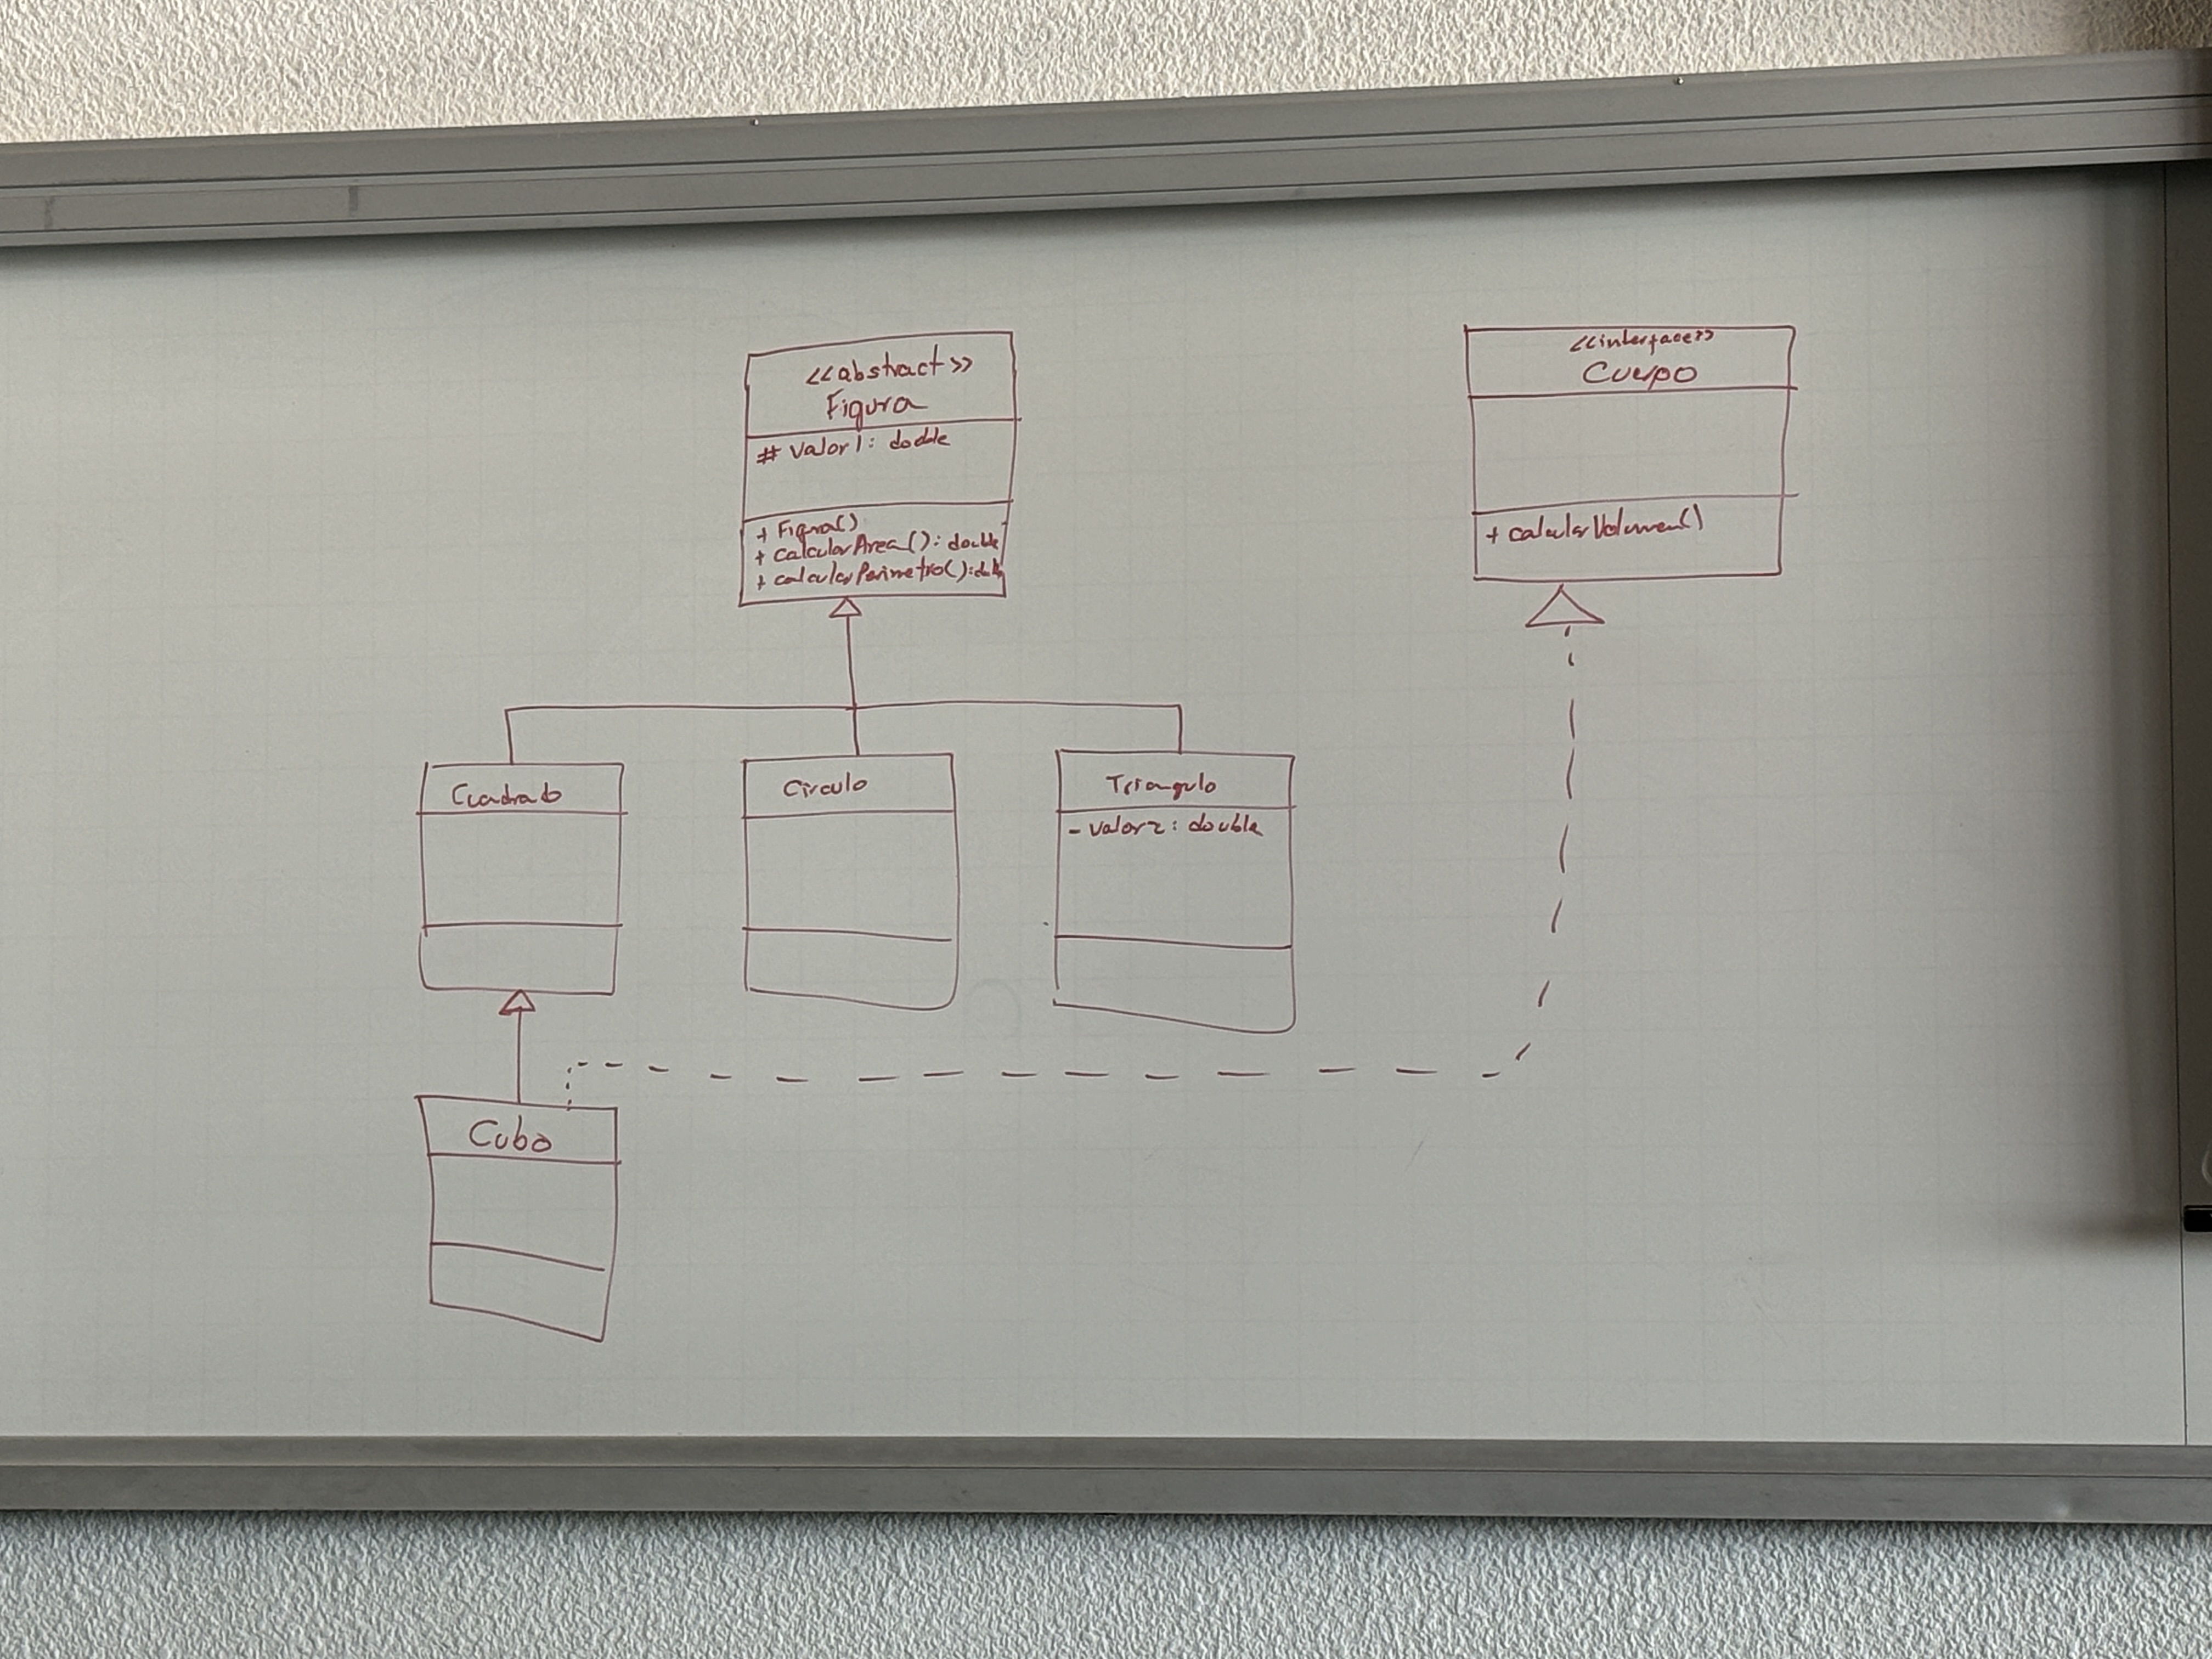 <<abstract>>
Figura
# valor1: double
+ Figura()
+ calcularArea(): double
+ calcularPerimetro(): double
<<interface>>
Cuerpo
+ calcularVolumen()
Cuadrado
Circulo
Triangulo
- valor2: double
Cubo